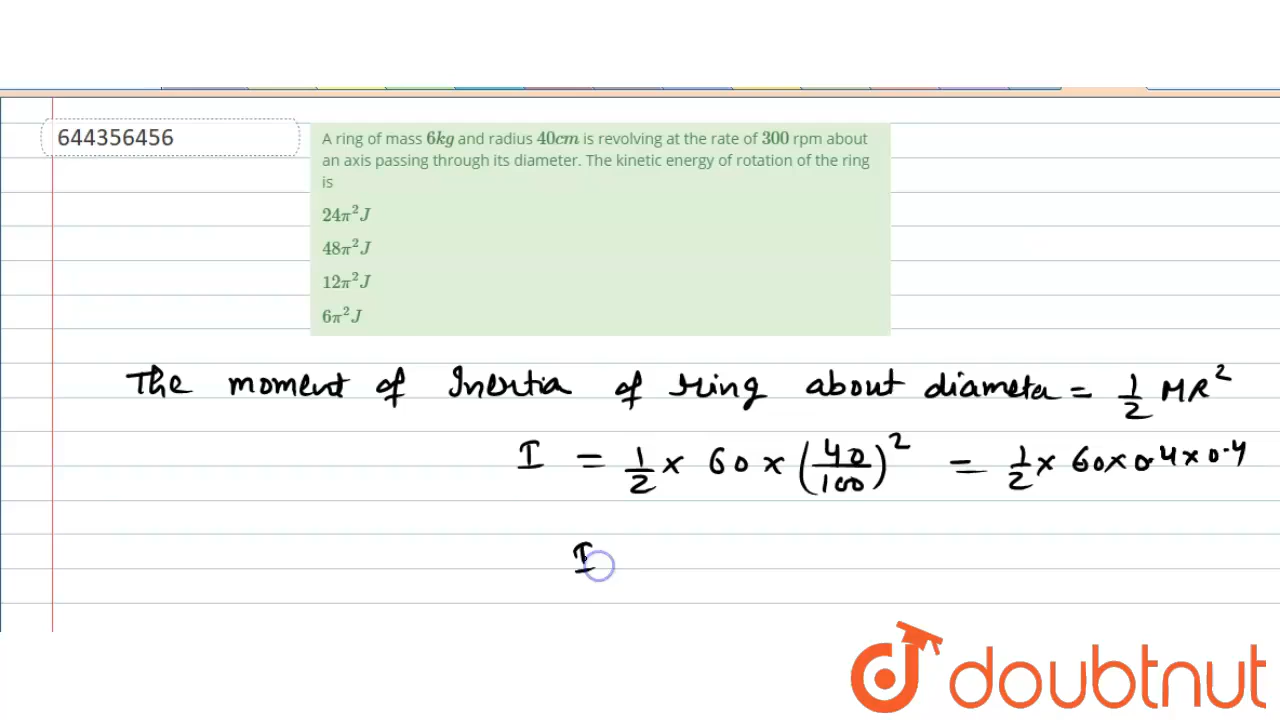 644356456
A ring of mass 6kg and radius 40cm is revolving at the rate of 300 rpm about
an axis passing through its diameter. The kinetic energy of rotation of the ring
is
24π²J
48π²J
12π²J
6π²J
The moment of Inertia of ring about diameter = 1/2 MR²
I = 1/2 × 60 × (40/100)² = 1/2 × 60 × 0.4 × 0.4
I
doubtnut